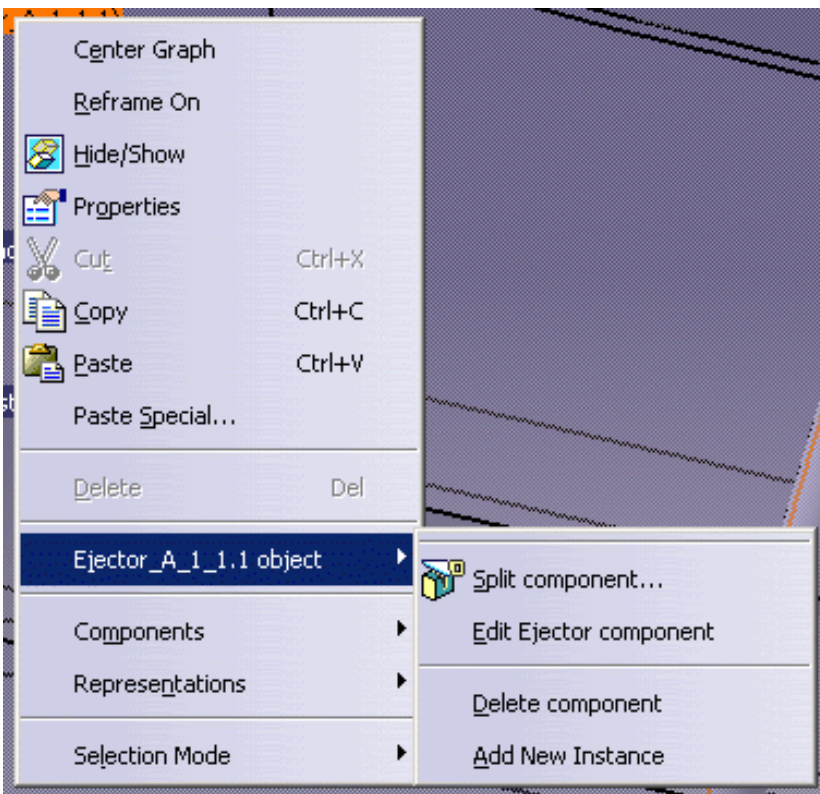 Center Graph
Reframe On
Hide/Show
Properties
Cut Ctrl+X
Copy Ctrl+C
Paste Ctrl+V
Paste Special...
Delete Del
Ejector_A_1_1.1 object
Split component...
Edit Ejector component
Components
Representations
Delete component
Selection Mode
Add New Instance